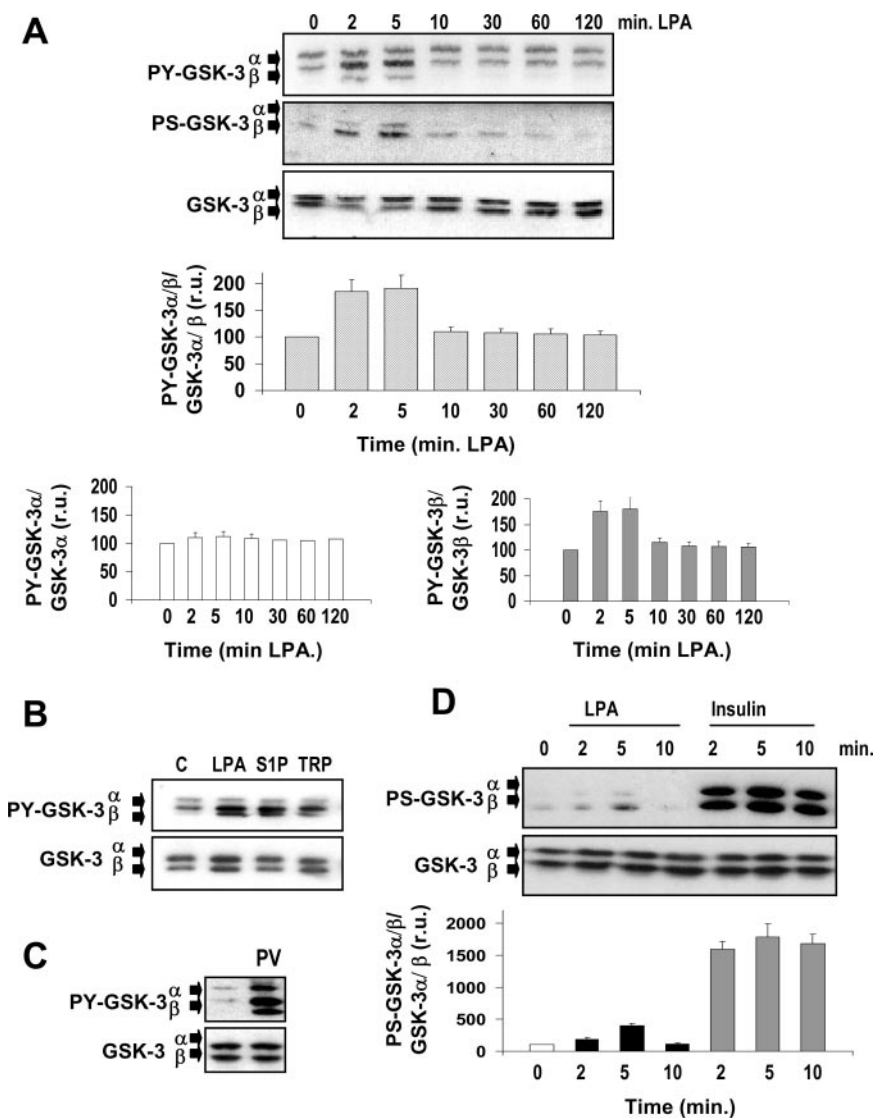 A
0 2 5 10 30 60 120 min. LPA
PY-GSK-3 α
β
PS-GSK-3 α
β
GSK-3 α
β
PY-GSK-3α/β/
GSK-3α/ β (r.u.)
200
150
100
50
0
0 2 5 10 30 60 120
Time (min. LPA)
PY-GSK-3α/
GSK-3α (r.u.)
200
150
100
50
0
0 2 5 10 30 60 120
Time (min LPA.)
PY-GSK-3β/
GSK-3β (r.u.)
200
150
100
50
0
0 2 5 10 30 60 120
Time (min LPA.)
B
C LPA S1P TRP
PY-GSK-3 α
β
GSK-3 α
β
C
PV
PY-GSK-3 α
β
GSK-3 α
β
D
LPA Insulin
0 2 5 10 2 5 10 min.
PS-GSK-3 α
β
GSK-3 α
β
PS-GSK-3α/β/
GSK-3α/ β (r.u.)
2000
1500
1000
500
0
0 2 5 10 2 5 10
Time (min.)